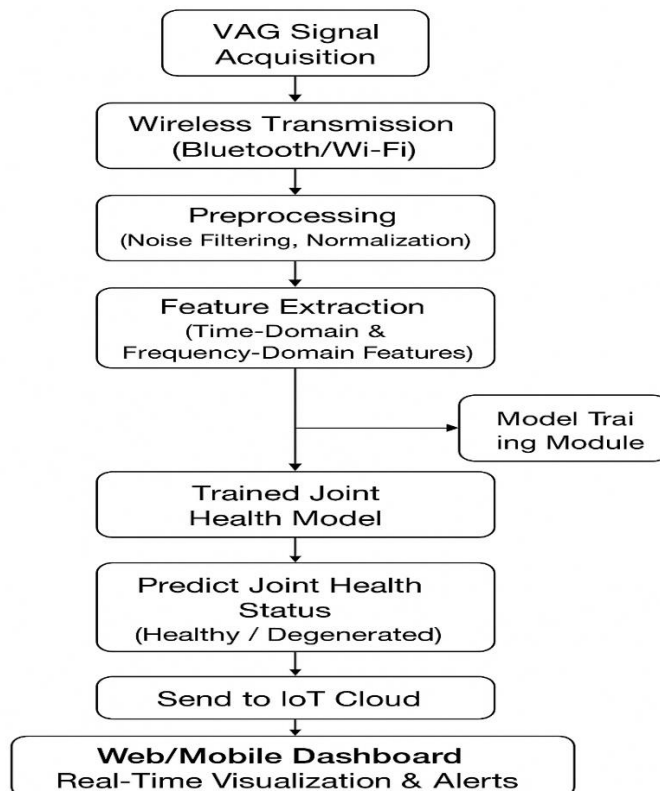 VAG Signal
Acquisition
Wireless Transmission
(Bluetooth/Wi-Fi)
Preprocessing
(Noise Filtering, Normalization)
Feature Extraction
(Time-Domain &
Frequency-Domain Features)
Model Trai
ing Module
Trained Joint
Health Model
Predict Joint Health
Status
(Healthy / Degenerated)
Send to IoT Cloud
Web/Mobile Dashboard
Real-Time Visualization & Alerts